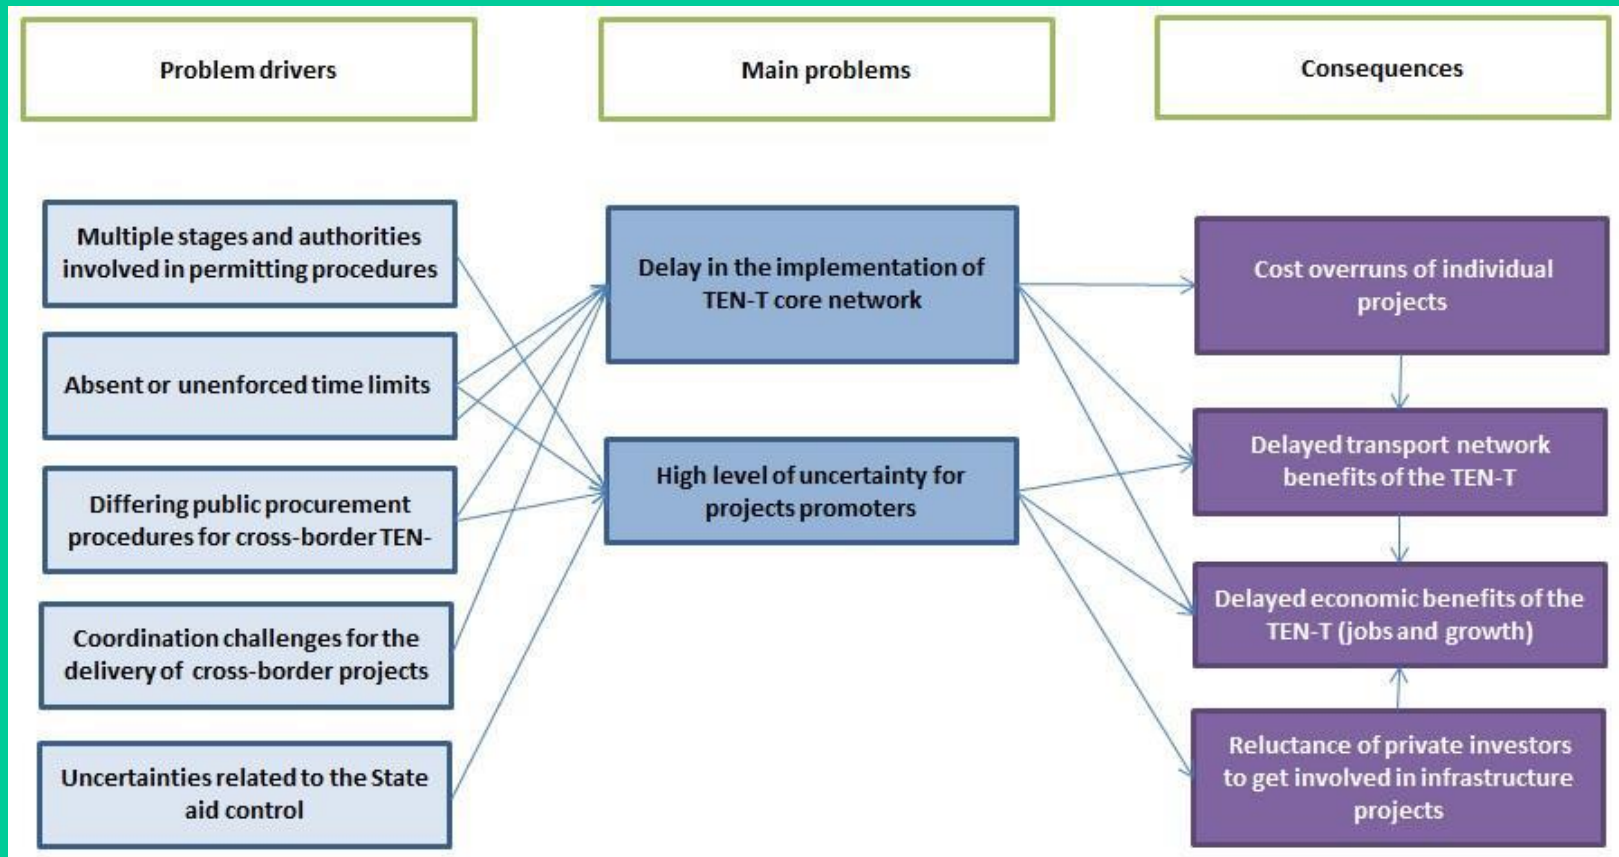 Problem drivers
Main problems
Consequences
Multiple stages and authorities
involved in permitting procedures
Absent or unenforced time limits
Differing public procurement
procedures for cross-border TEN-
Coordination challenges for the
delivery of cross-border projects
Uncertainties related to the State
aid control
Delay in the implementation of
TEN-T core network
High level of uncertainty for
projects promoters
Cost overruns of individual
projects
Delayed transport network
benefits of the TEN-T
Delayed economic benefits of the
TEN-T (jobs and growth)
Reluctance of private investors
to get involved in infrastructure
projects